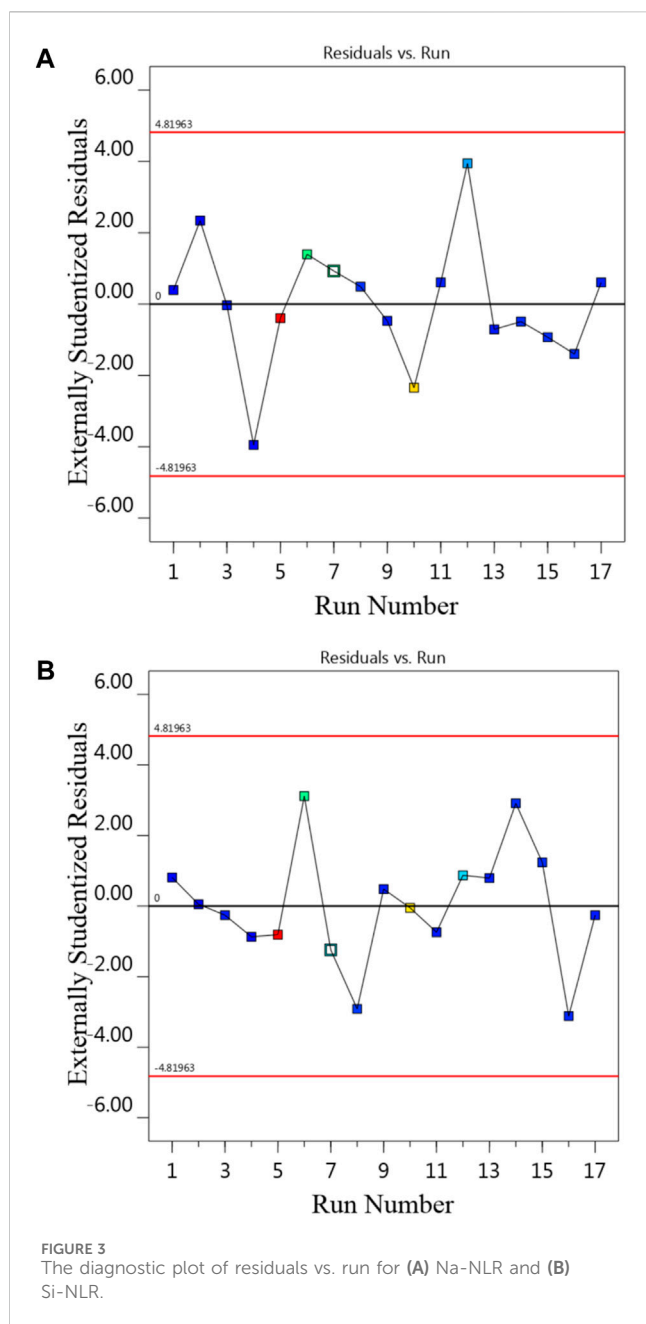 A
Residuals vs. Run
Externally Studentized Residuals
6.00
4.81963
4.00
2.00
0.00
0
-2.00
-4.00
-4.81963
-6.00
1 3 5 7 9 11 13 15 17
Run Number
B
Residuals vs. Run
Externally Studentized Residuals
6.00
4.81963
4.00
2.00
0.00
0
-2.00
-4.00
-4.81963
-6.00
1 3 5 7 9 11 13 15 17
Run Number
FIGURE 3
The diagnostic plot of residuals vs. run for (A) Na-NLR and (B)
Si-NLR.